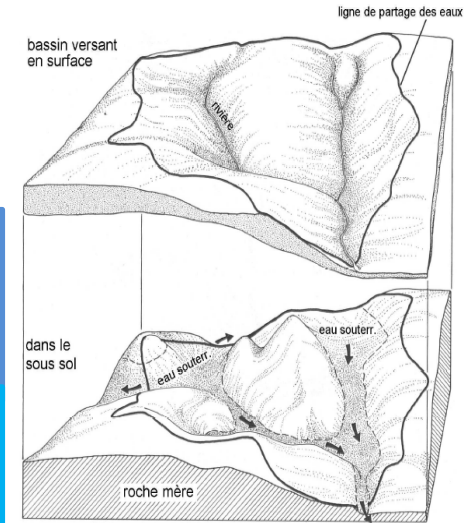 ligne de partage des eaux
bassin versant
en surface
rivière
dans le
sous sol
eau souterr.
eau souterr.
roche mère